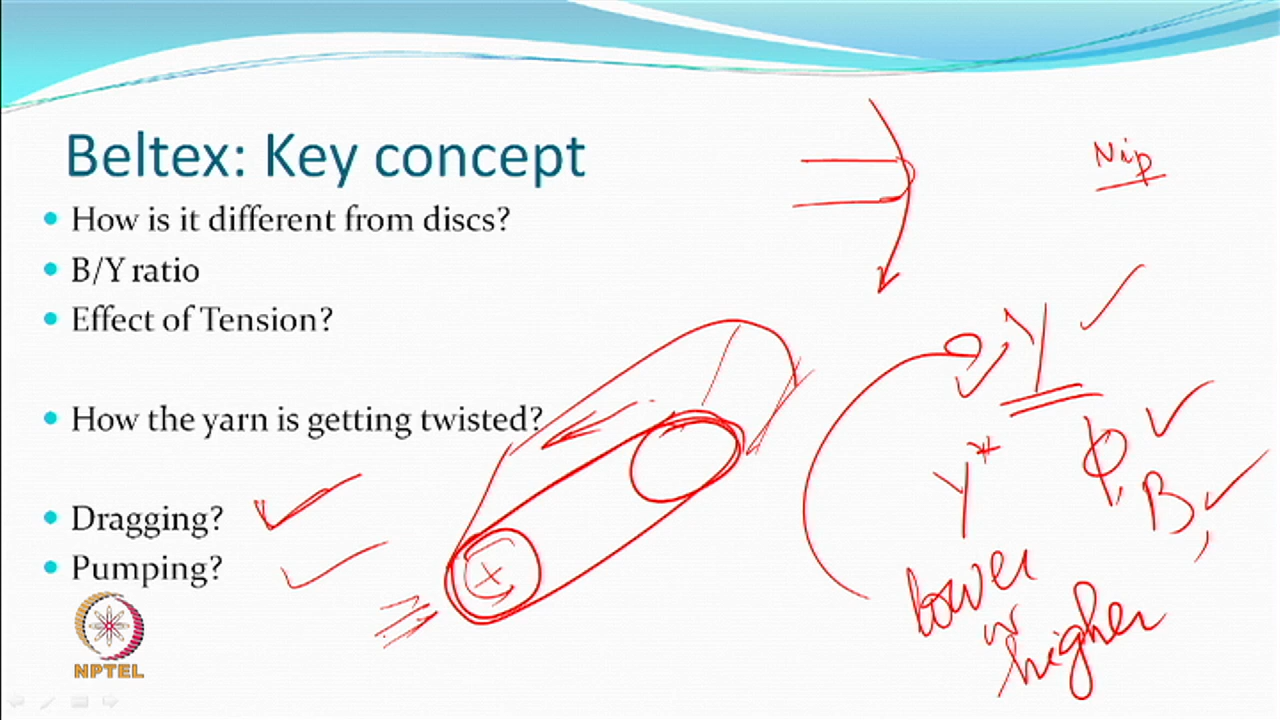 Beltex: Key concept
How is it different from discs?
B/Y ratio
Effect of Tension?
How the yarn is getting twisted?
Dragging?
Pumping?
NPTEL
Nip
Y
Y*
φ,
B,
lower
or
higher